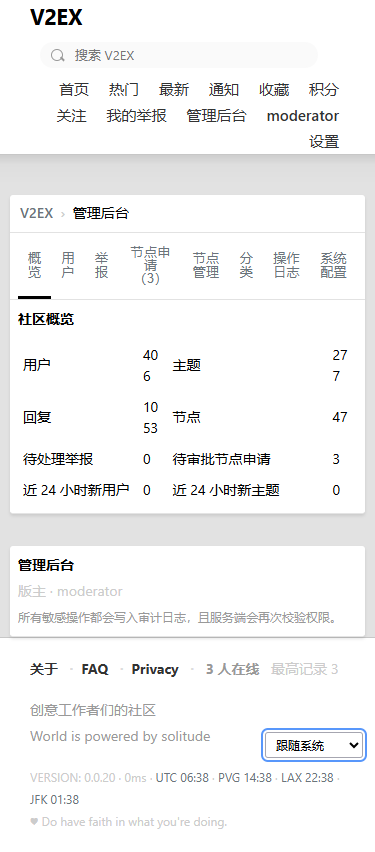 V2EX
搜索 V2EX
首页 热门 最新 通知 收藏 积分
关注 我的举报 管理后台 moderator
设置
V2EX › 管理后台
概览 用户 举报 节点申请 (3) 节点管理 分类 操作日志 系统配置
社区概览
用户 406 主题 277
回复 1053 节点 47
待处理举报 0 待审批节点申请 3
近 24 小时新用户 0 近 24 小时新主题 0
管理后台
版主 · moderator
所有敏感操作都会写入审计日志，且服务端会再次校验权限。
关于 · FAQ · Privacy · 3 人在线 最高记录 3
创意工作者们的社区
World is powered by solitude
跟随系统
VERSION: 0.0.20 · 0ms · UTC 06:38 · PVG 14:38 · LAX 22:38 ·
JFK 01:38
♥ Do have faith in what you're doing.